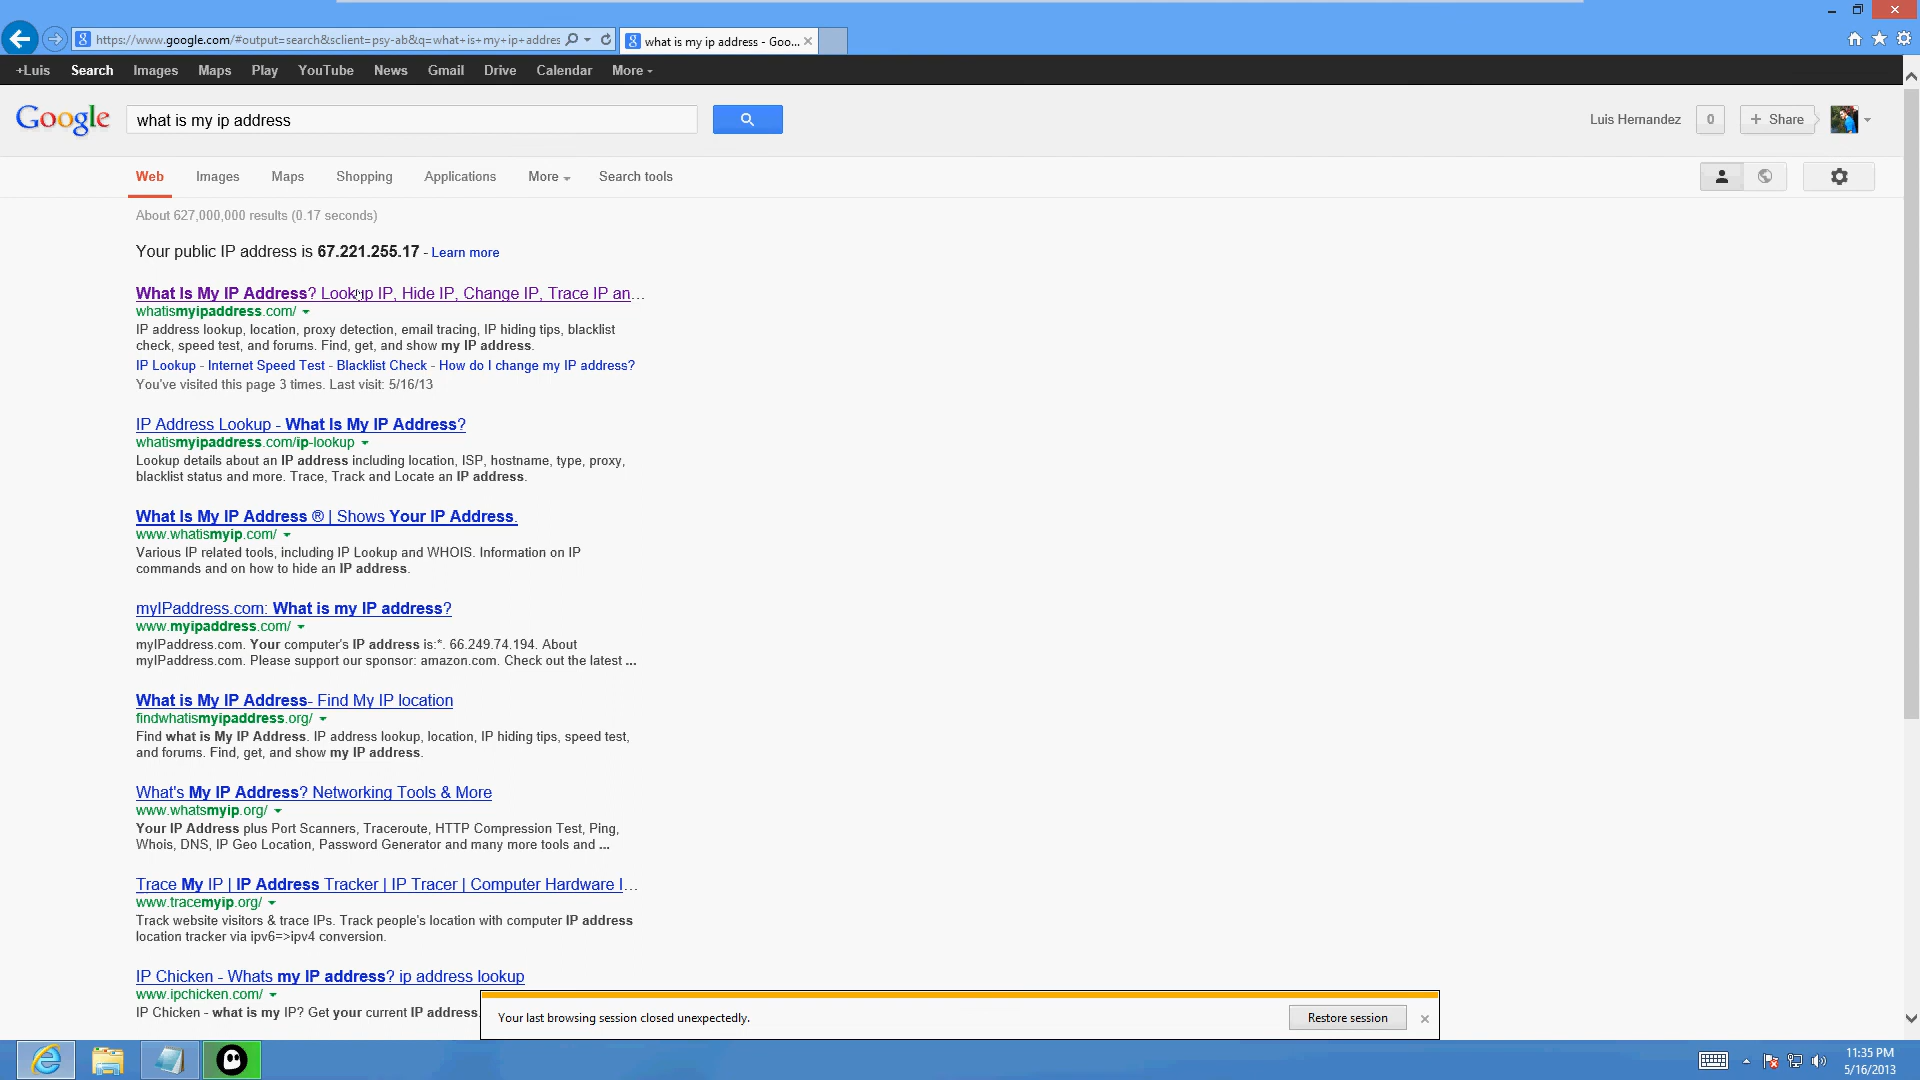 https://www.google.com/#output=search&sclient=psy-ab&q=what+is+my+ip+addres
what is my ip address - Goo...
+Luis Search Images Maps Play YouTube News Gmail Drive Calendar More
Google
what is my ip address
Luis Hernandez 0 + Share
Web Images Maps Shopping Applications More Search tools
About 627,000,000 results (0.17 seconds)
Your public IP address is 67.221.255.17 - Learn more
What Is My IP Address? Lookup IP, Hide IP, Change IP, Trace IP an...
whatismyipaddress.com/
IP address lookup, location, proxy detection, email tracing, IP hiding tips, blacklist
check, speed test, and forums. Find, get, and show my IP address.
IP Lookup - Internet Speed Test - Blacklist Check - How do I change my IP address?
You've visited this page 3 times. Last visit: 5/16/13
IP Address Lookup - What Is My IP Address?
whatismyipaddress.com/ip-lookup
Lookup details about an IP address including location, ISP, hostname, type, proxy,
blacklist status and more. Trace, Track and Locate an IP address.
What Is My IP Address ® | Shows Your IP Address.
www.whatismyip.com/
Various IP related tools, including IP Lookup and WHOIS. Information on IP
commands and on how to hide an IP address.
myIPaddress.com: What is my IP address?
www.myipaddress.com/
myIPaddress.com. Your computer's IP address is:*. 66.249.74.194. About
myIPaddress.com. Please support our sponsor: amazon.com. Check out the latest ...
What is My IP Address- Find My IP location
findwhatismyipaddress.org/
Find what is My IP Address. IP address lookup, location, IP hiding tips, speed test,
and forums. Find, get, and show my IP address.
What's My IP Address? Networking Tools & More
www.whatsmyip.org/
Your IP Address plus Port Scanners, Traceroute, HTTP Compression Test, Ping,
Whois, DNS, IP Geo Location, Password Generator and many more tools and ...
Trace My IP | IP Address Tracker | IP Tracer | Computer Hardware I...
www.tracemyip.org/
Track website visitors & trace IPs. Track people's location with computer IP address
location tracker via ipv6=>ipv4 conversion.
IP Chicken - Whats my IP address? ip address lookup
www.ipchicken.com/
IP Chicken - what is my IP? Get your current IP address.
Your last browsing session closed unexpectedly.
Restore session
11:35 PM
5/16/2013